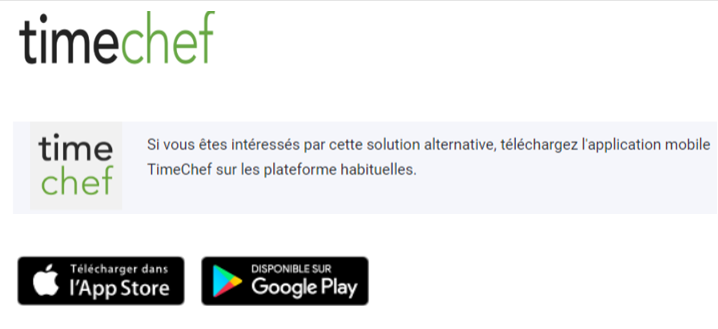 timechef
time
chef
Si vous êtes intéressés par cette solution alternative, téléchargez l'application mobile
TimeChef sur les plateforme habituelles.
Télécharger dans
l'App Store
DISPONIBLE SUR
Google Play